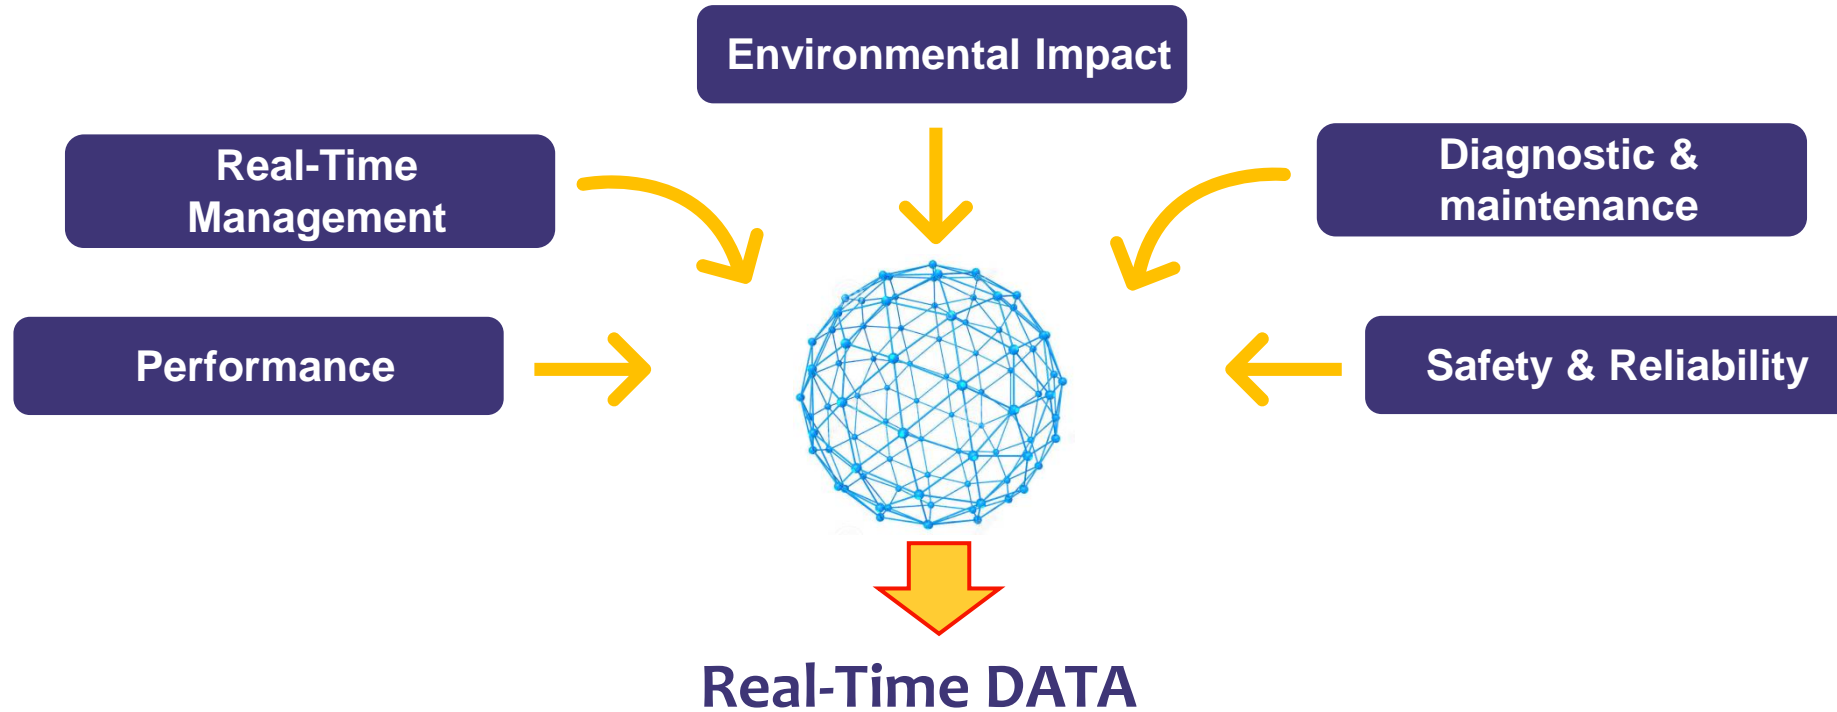 Environmental Impact
Real-Time
Management
Diagnostic &
maintenance
Performance
Safety & Reliability
Real-Time DATA